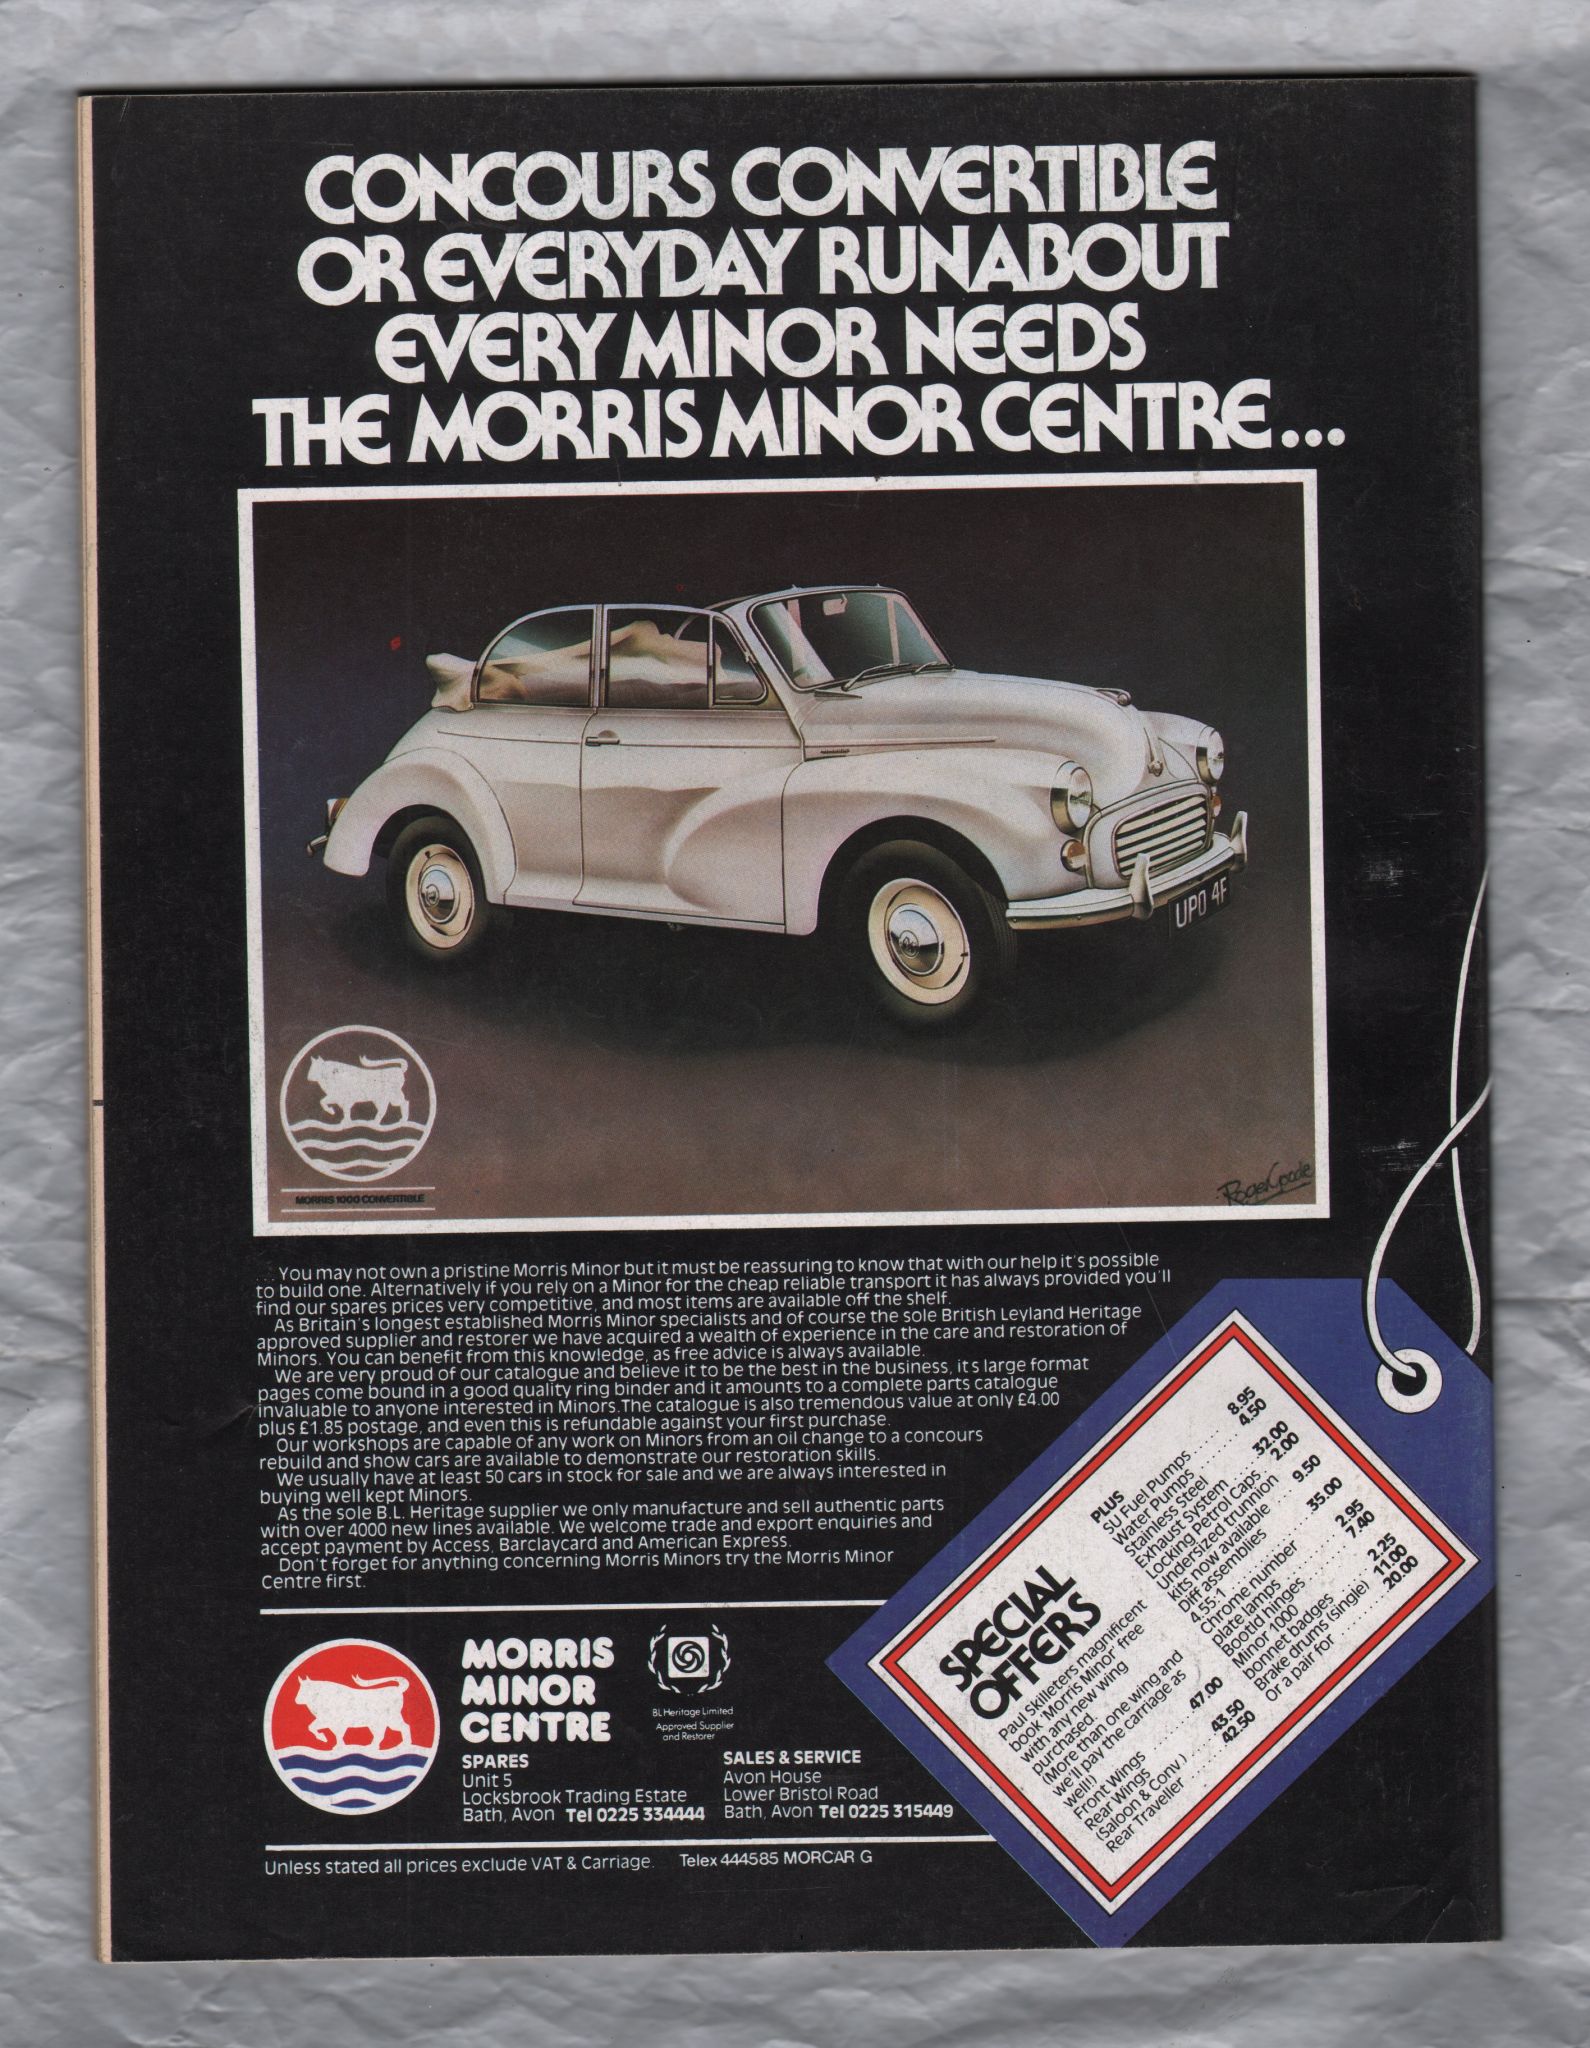 CONCOURS CONVERTIBLE
OR EVERYDAY RUNABOUT
EVERY MINOR NEEDS
THE MORRIS MINOR CENTRE...
UPO 4F
MORRIS 1000 CONVERTIBLE
Roger Goode
... You may not own a pristine Morris Minor but it must be reassuring to know that with our help it's possible
to build one. Alternatively if you rely on a Minor for the cheap reliable transport it has always provided you'll
find our spares prices very competitive, and most items are available off the shelf.
As Britain's longest established Morris Minor specialists and of course the sole British Leyland Heritage
approved supplier and restorer we have acquired a wealth of experience in the care and restoration of
Minors. You can benefit from this knowledge, as free advice is always available.
We are very proud of our catalogue and believe it to be the best in the business, it's large format
pages come bound in a good quality ring binder and it amounts to a complete parts catalogue
invaluable to anyone interested in Minors. The catalogue is also tremendous value at only £4.00
plus £1.85 postage, and even this is refundable against your first purchase.
Our workshops are capable of any work on Minors from an oil change to a concours
rebuild and show cars are available to demonstrate our restoration skills.
We usually have at least 50 cars in stock for sale and we are always interested in
buying well kept Minors.
As the sole B.L. Heritage supplier we only manufacture and sell authentic parts
with over 4000 new lines available. We welcome trade and export enquiries and
accept payment by Access, Barclaycard and American Express.
Don't forget for anything concerning Morris Minors try the Morris Minor
Centre first.
SPECIAL
OFFERS
Paul Skilleters magnificent
book 'Morris Minor' free
with any new wing
purchased.
(More than one wing and
we'll pay the carriage as
well!)
Front Wings ........ 47.00
Rear Wings
(Saloon & Conv ) .... 43.50
Rear Traveller ...... 42.50
PLUS
SU Fuel Pumps ...... 8.95
Water Pumps ....... 4.50
Stainless Steel
Exhaust System .... 32.00
Locking Petrol Caps .. 2.00
Undersized trunnion
kits now available ... 9.50
Diff assemblies
4.55:1 .......... 35.00
Chrome number
plate lamps ....... 2.95
Bootlid hinges ...... 7.40
Minor 1000
bonnet badges ..... 2.25
Brake drums (single) 11.00
Or a pair for ....... 20.00
MORRIS
MINOR
CENTRE
BL Heritage Limited
Approved Supplier
and Restorer
SPARES
Unit 5
Locksbrook Trading Estate
Bath, Avon Tel 0225 334444
SALES & SERVICE
Avon House
Lower Bristol Road
Bath, Avon Tel 0225 315449
Unless stated all prices exclude VAT & Carriage. Telex 444585 MORCAR G